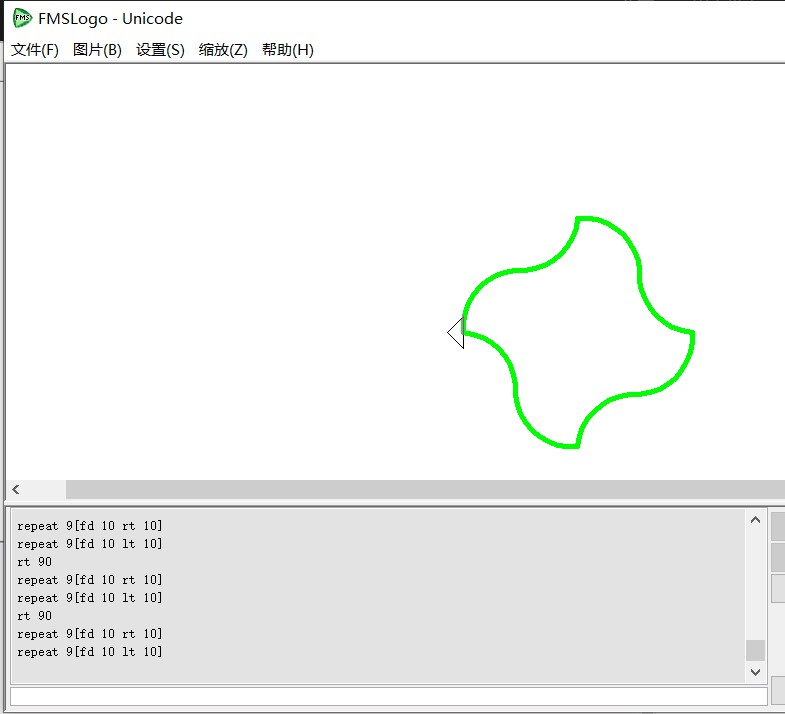 FMS FMSLogo - Unicode
文件(F) 图片(B) 设置(S) 缩放(Z) 帮助(H)
repeat 9[fd 10 rt 10]
repeat 9[fd 10 lt 10]
rt 90
repeat 9[fd 10 rt 10]
repeat 9[fd 10 lt 10]
rt 90
repeat 9[fd 10 rt 10]
repeat 9[fd 10 lt 10]